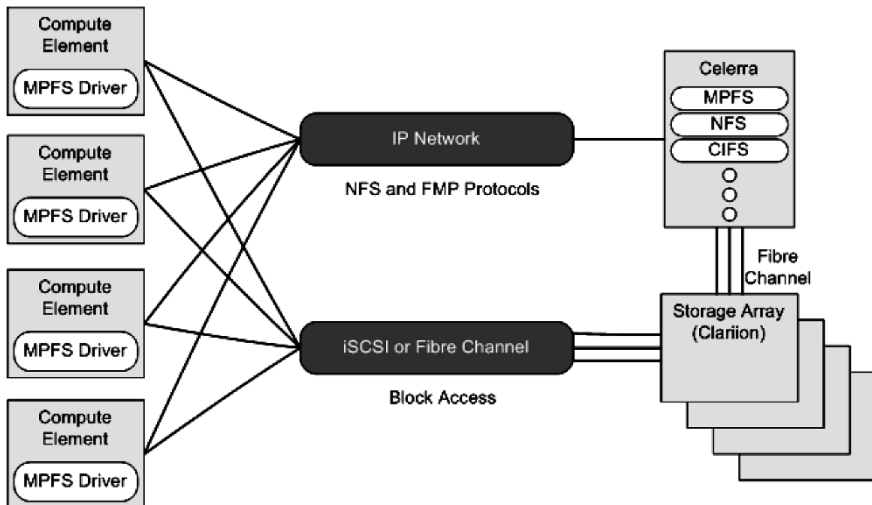 Compute
Element
MPFS Driver
Compute
Element
MPFS Driver
Compute
Element
MPFS Driver
Compute
Element
MPFS Driver
IP Network
NFS and FMP Protocols
iSCSI or Fibre Channel
Block Access
Celerra
MPFS
NFS
CIFS
Fibre
Channel
Storage Array
(Clariion)